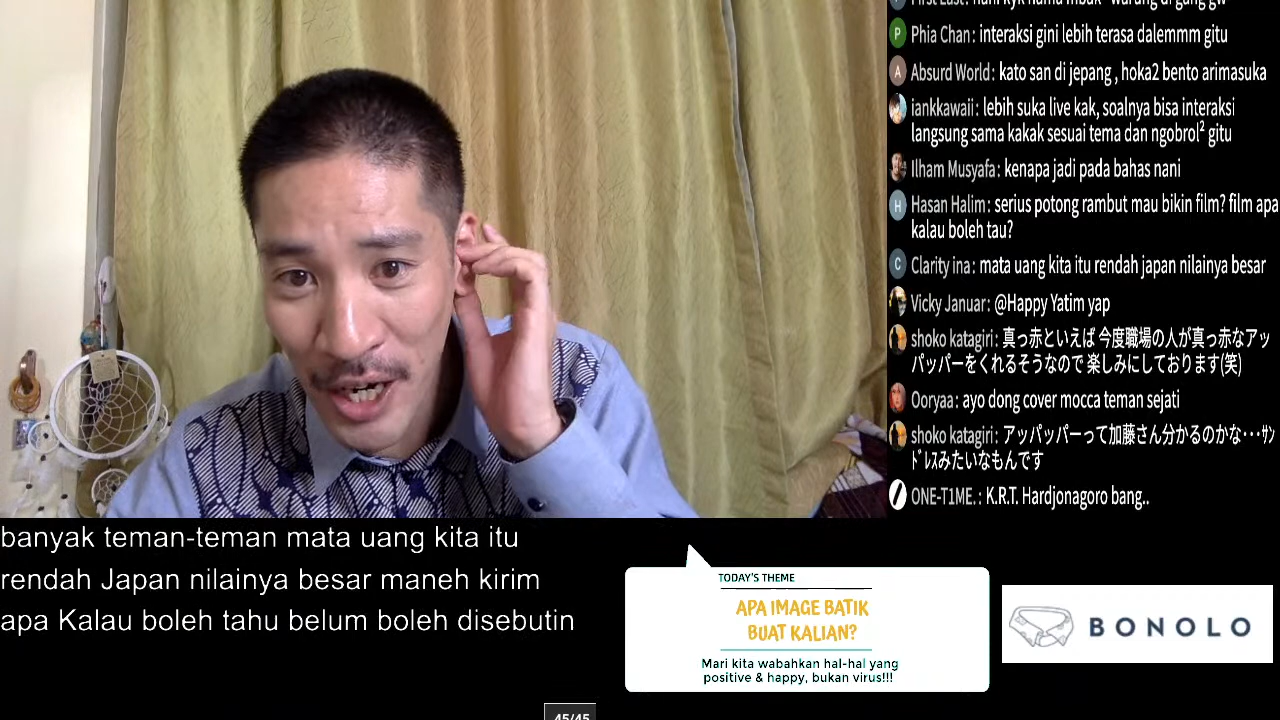 Phia Chan: interaksi gini lebih terasa dalemmm gitu
Absurd World: kato san di jepang , hoka2 bento arimasuka
iankkawaii: lebih suka live kak, soalnya bisa interaksi
langsung sama kakak sesuai tema dan ngobrol² gitu
Ilham Musyafa: kenapa jadi pada bahas nani
Hasan Halim: serius potong rambut mau bikin film? film apa
kalau boleh tau?
Clarity ina: mata uang kita itu rendah japan nilainya besar
Vicky Januar: @Happy Yatim yap
shoko katagiri: 真っ赤といえば 今度職場の人が真っ赤なアッ
パッパーをくれるそうなので 楽しみにしております(笑)
Ooryaa: ayo dong cover mocca teman sejati
shoko katagiri: アッパッパーって加藤さん分かるのかな･･･ｻﾝ
ﾄﾞﾚｽみたいなもんです
ONE-T1ME. : K.R.T. Hardjonagoro bang..
banyak teman-teman mata uang kita itu
rendah Japan nilainya besar maneh kirim
apa Kalau boleh tahu belum boleh disebutin
TODAY'S THEME
APA IMAGE BATIK
BUAT KALIAN?
Mari kita wabahkan hal-hal yang
positive & happy, bukan virus!!!
BONOLO
45/45